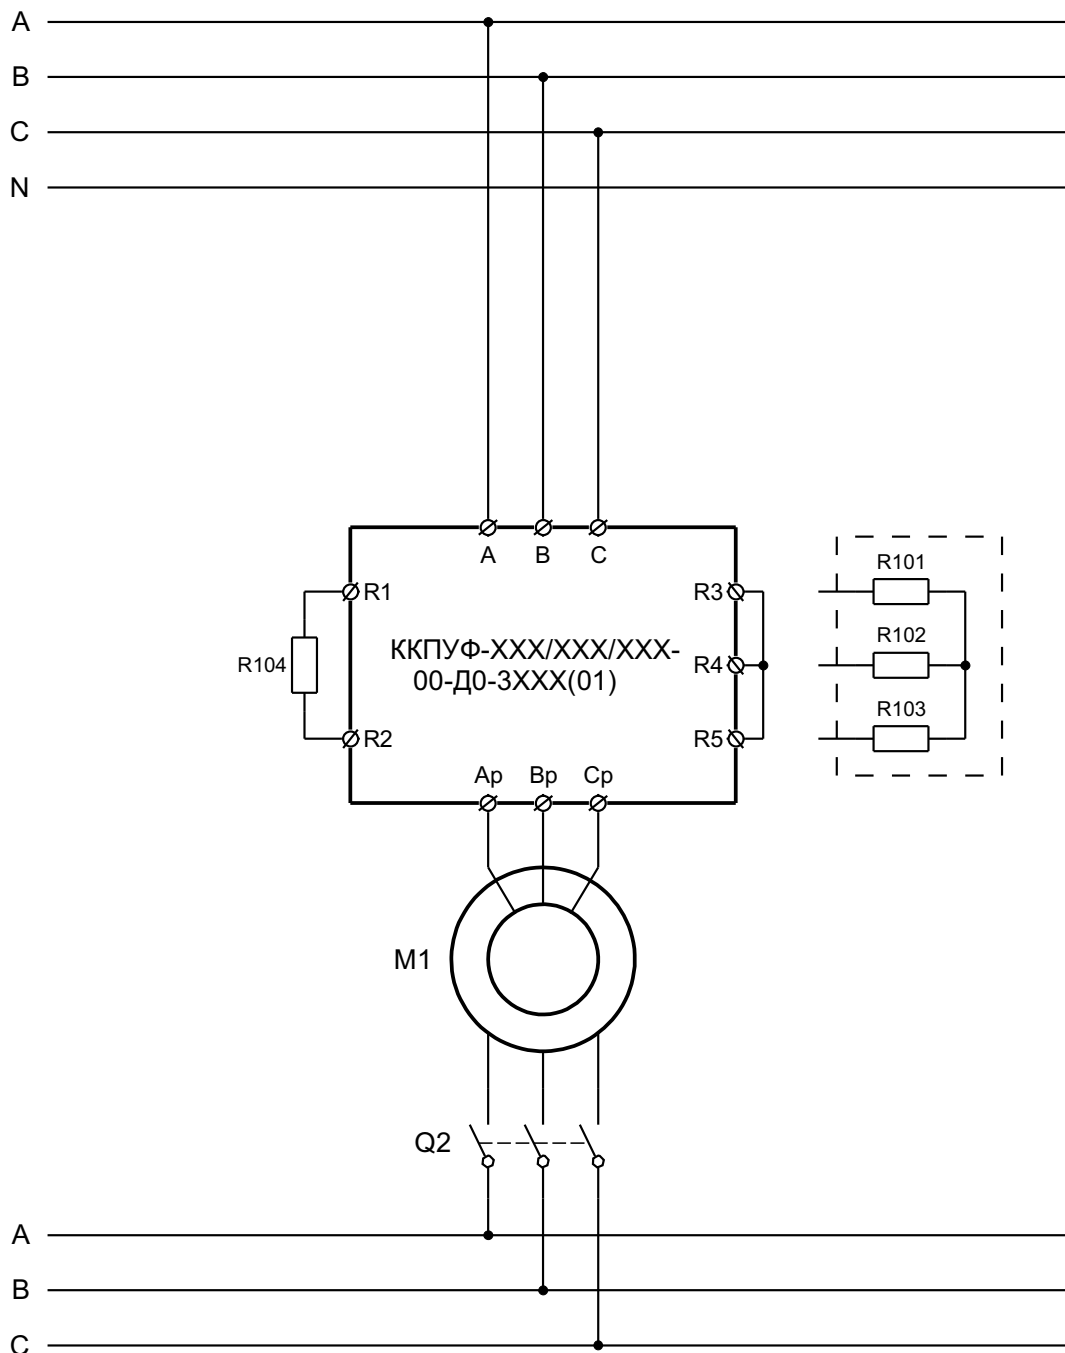 A
B
C
N
A B C
R1
R3
R101
R104
ККПУФ-XXX/XXX/XXX-
00-Д0-3XXX(01)
R4
R102
R2
R5
R103
Ap Bp Cp
M1
Q2
A
B
C